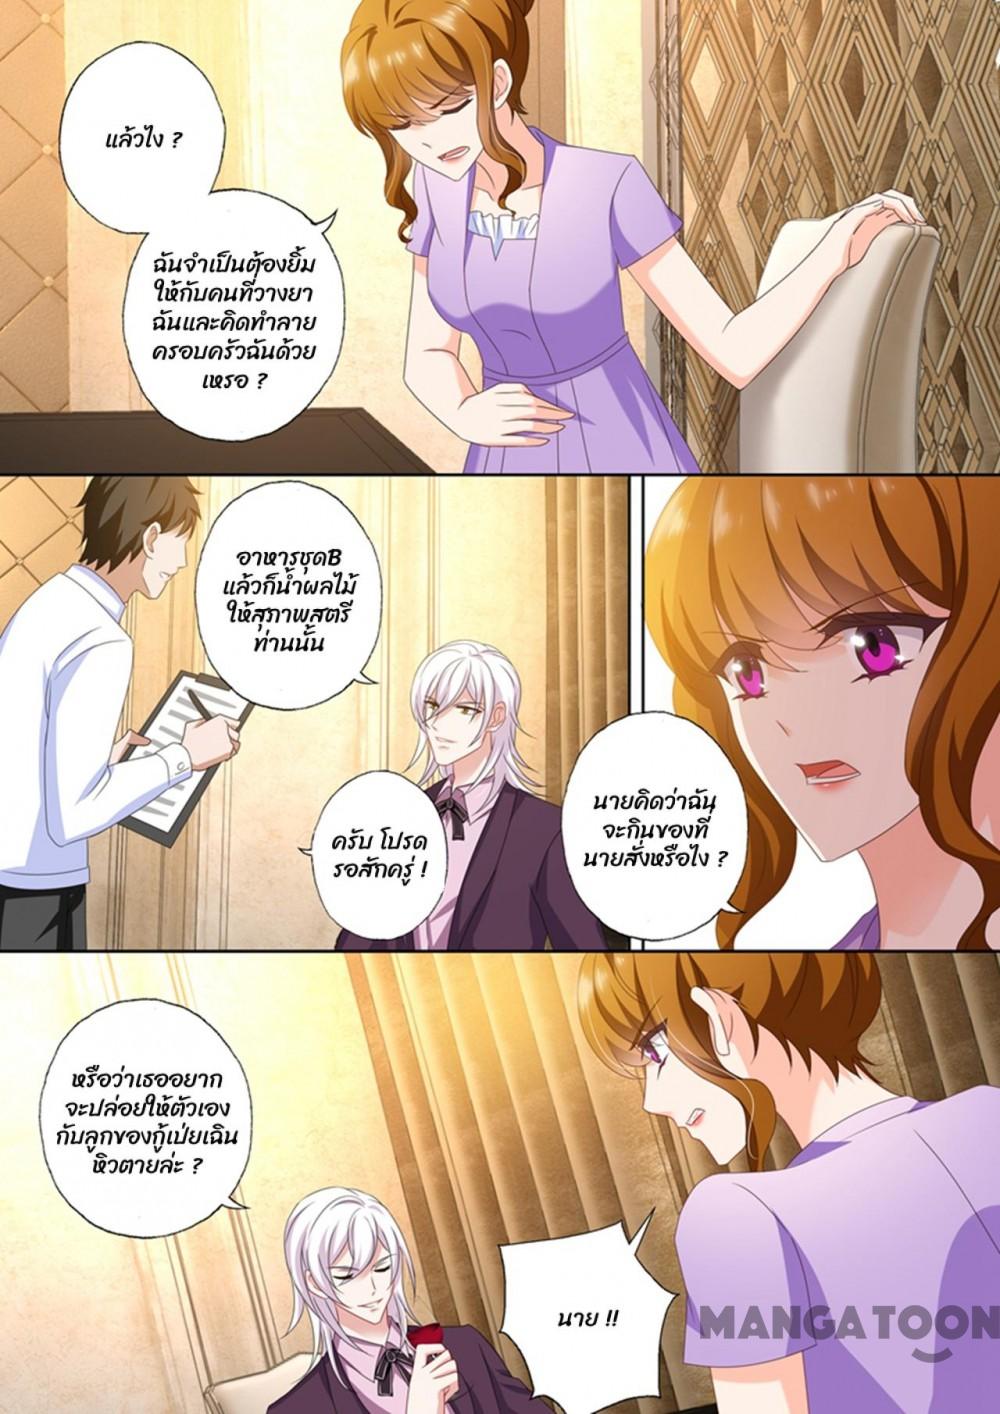 แล้วไง ?
ฉันจำเป็นต้องยิ้ม
ให้กับคนที่วางยา
ฉันและคิดทำลาย
ครอบครัวฉันด้วย
เหรอ ?
อาหารชุดB
แล้วก็น้ำผลไม้
ให้สุภาพสตรี
ท่านนั้น
ครับ โปรด
รอสักครู่ !
นายคิดว่าฉัน
จะกินของที่
นายสั่งหรือไง ?
หรือว่าเธออยาก
จะปล่อยให้ตัวเอง
กับลูกของกู้เป่ยเฉิน
หิวตายล่ะ ?
นาย !!
MANGATOON